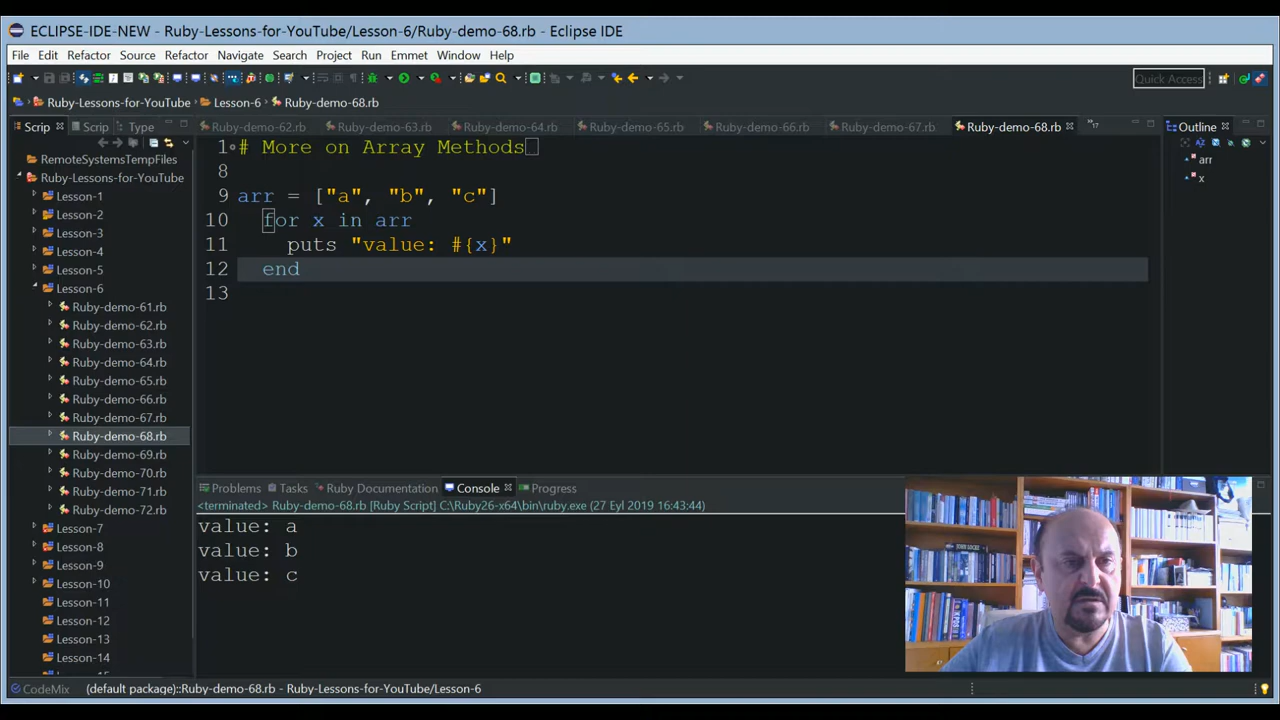 ECLIPSE-IDE-NEW - Ruby-Lessons-for-YouTube/Lesson-6/Ruby-demo-68.rb - Eclipse IDE
File Edit Refactor Source Refactor Navigate Search Project Run Emmet Window Help
Quick Access
Ruby-Lessons-for-YouTube Lesson-6 Ruby-demo-68.rb
Scrip Scrip Type
Ruby-demo-62.rb Ruby-demo-63.rb Ruby-demo-64.rb Ruby-demo-65.rb Ruby-demo-66.rb Ruby-demo-67.rb Ruby-demo-68.rb 17
Outline
arr
x
RemoteSystemsTempFiles
Ruby-Lessons-for-YouTube
Lesson-1
Lesson-2
Lesson-3
Lesson-4
Lesson-5
Lesson-6
Ruby-demo-61.rb
Ruby-demo-62.rb
Ruby-demo-63.rb
Ruby-demo-64.rb
Ruby-demo-65.rb
Ruby-demo-66.rb
Ruby-demo-67.rb
Ruby-demo-68.rb
Ruby-demo-69.rb
Ruby-demo-70.rb
Ruby-demo-71.rb
Ruby-demo-72.rb
Lesson-7
Lesson-8
Lesson-9
Lesson-10
Lesson-11
Lesson-12
Lesson-13
Lesson-14
1 # More on Array Methods
8
9 arr = ["a", "b", "c"]
10 for x in arr
11 puts "value: #{x}"
12 end
13
Problems Tasks Ruby Documentation Console Progress
<terminated> Ruby-demo-68.rb [Ruby Script] C:\Ruby26-x64\bin\ruby.exe (27 Eyl 2019 16:43:44)
value: a
value: b
value: c
CodeMix (default package)::Ruby-demo-68.rb - Ruby-Lessons-for-YouTube/Lesson-6